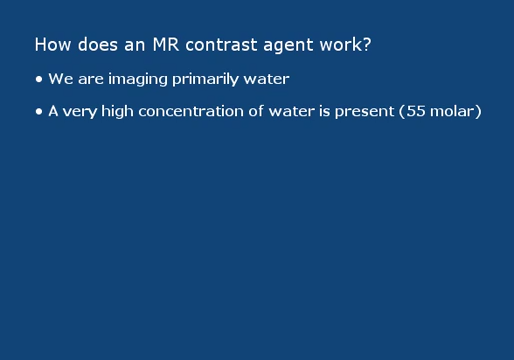 How does an MR contrast agent work?
• We are imaging primarily water
• A very high concentration of water is present (55 molar)